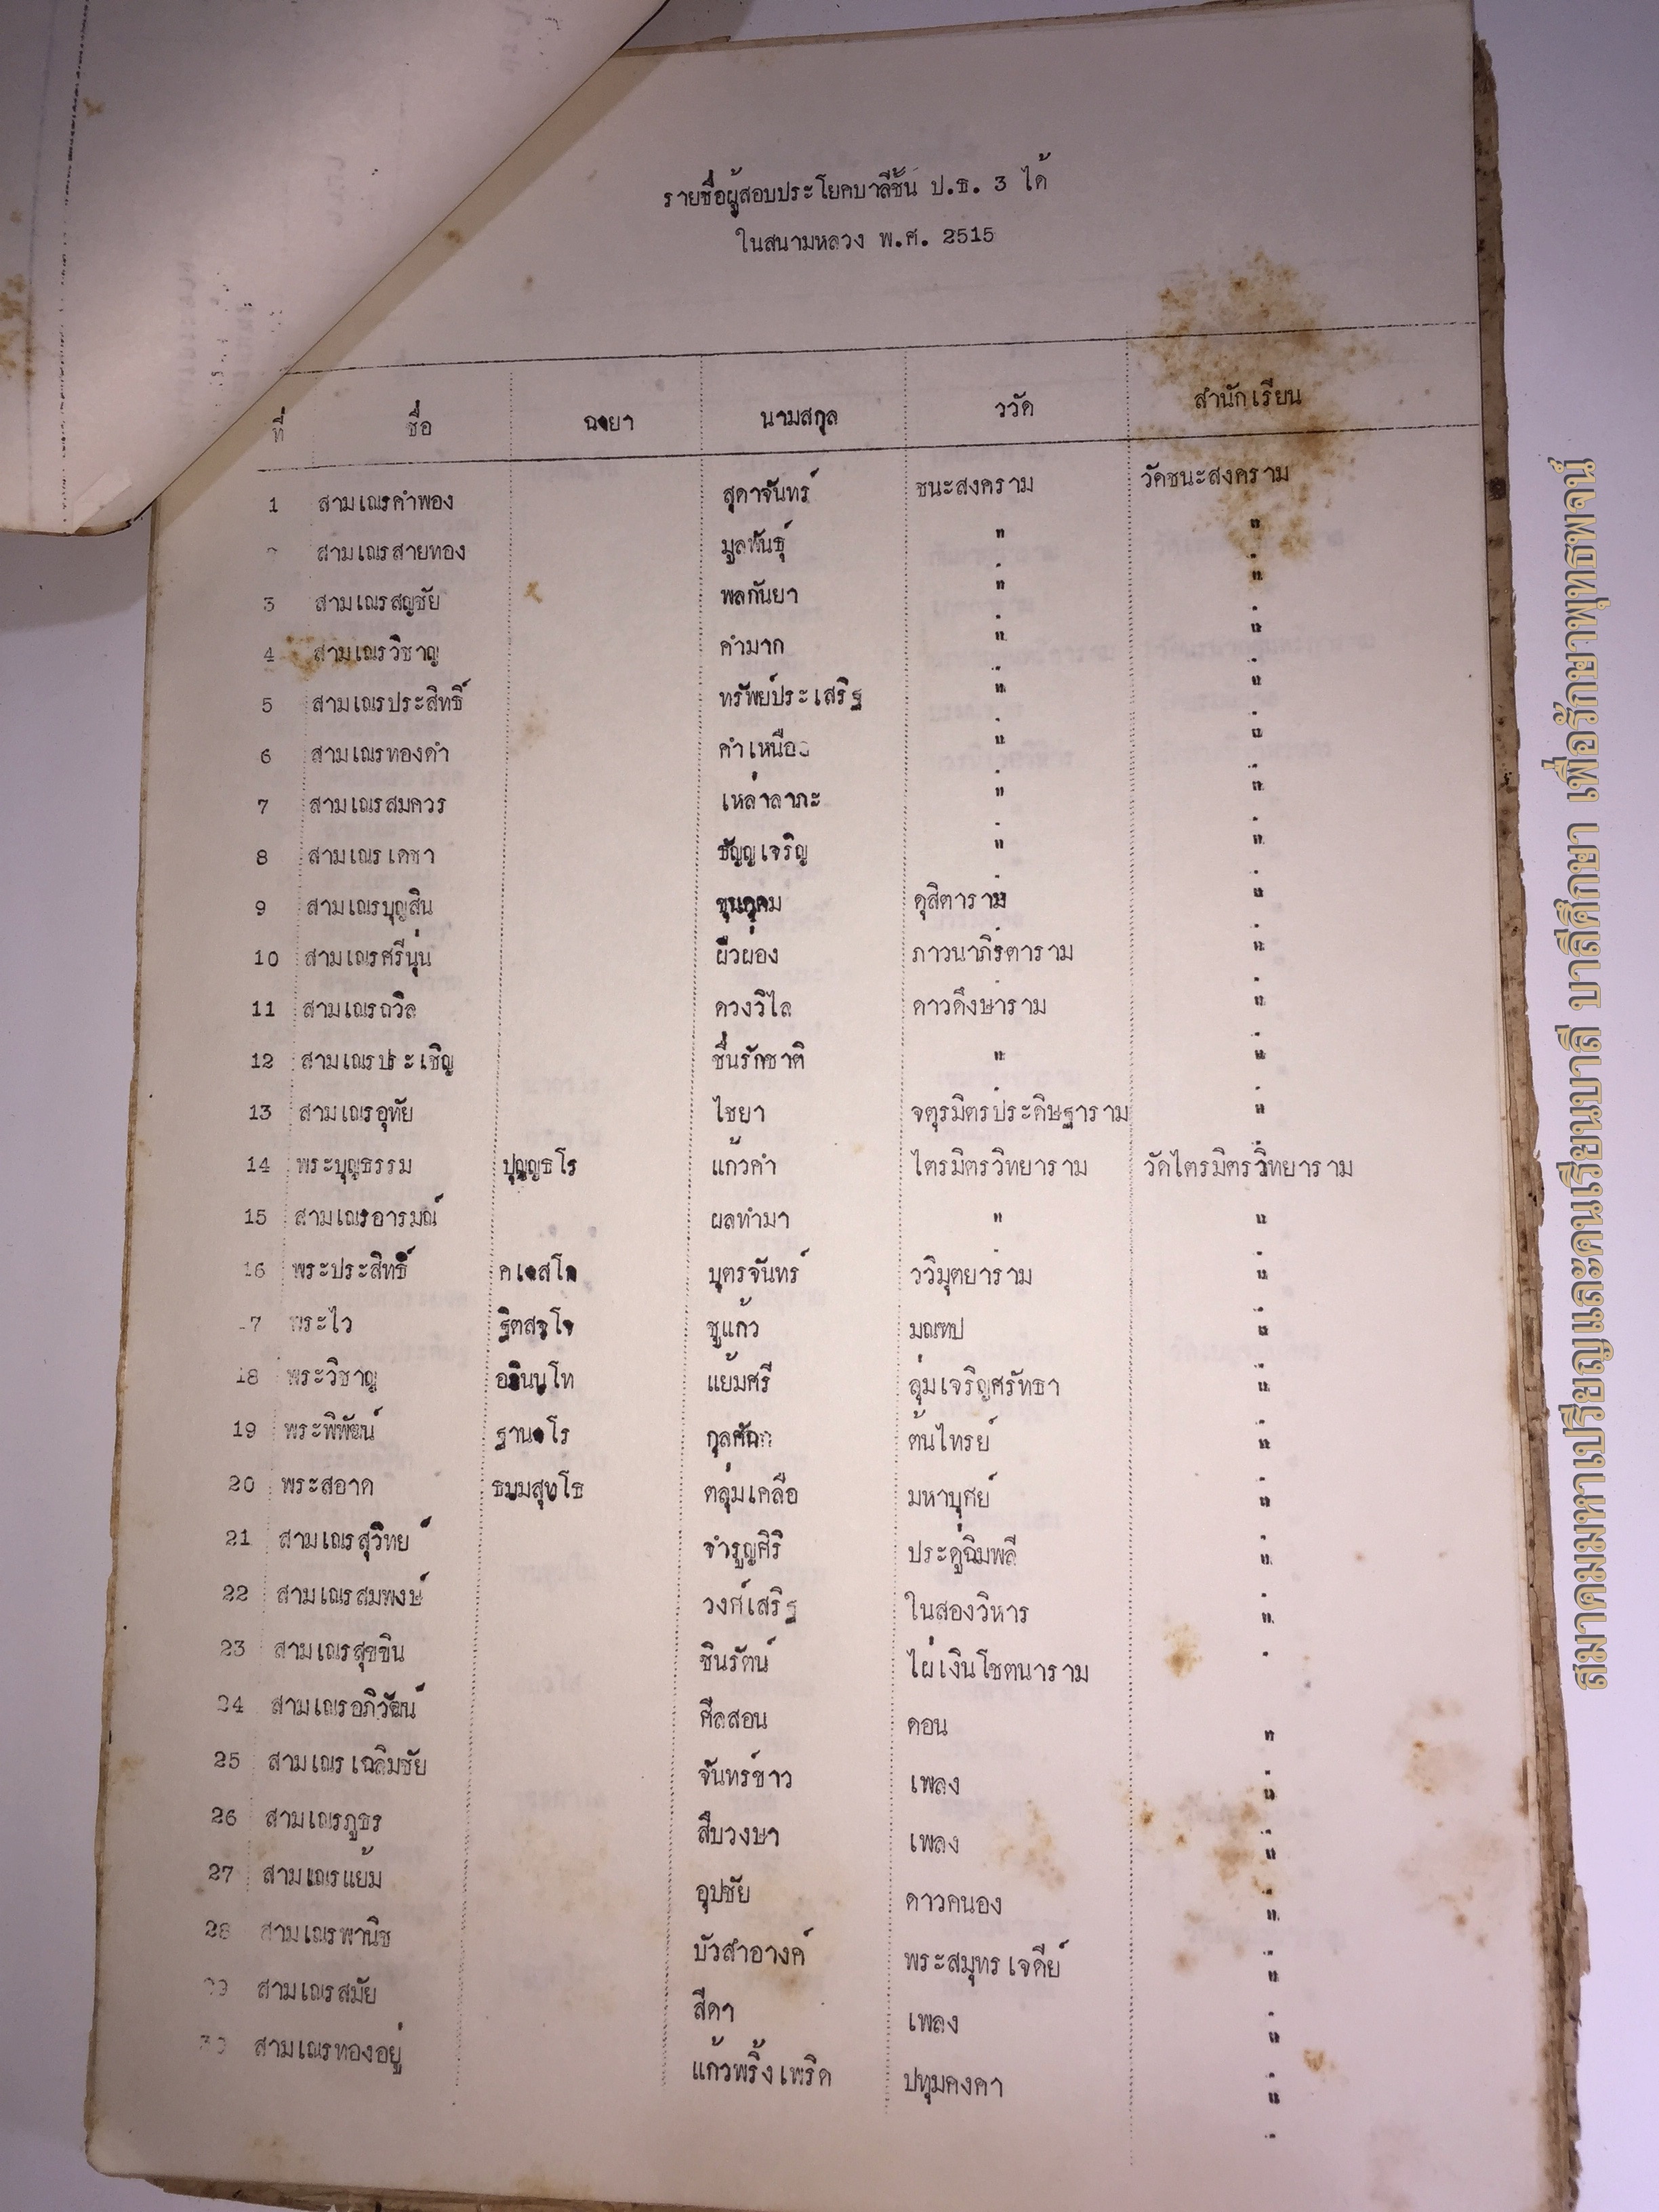 รายชื่อผู้สอบประโยคบาลีชั้น ป.ธ. 3 ได้
ในสนามหลวง พ.ศ. 2515
ที่ ชื่อ ฉายา นามสกุล ววัด สำนักเรียน
1 สามเณรคำพอง สุดาจันทร์ ชนะสงคราม วัดชนะสงคราม
สามเณรสายทอง มูลพันธุ์ " "
3 สามเณรสญชัย พลกันยา " "
4 สามเณรวิชาญ คำมาก " "
5 สามเณรประสิทธิ์ ทรัพย์ประเสริฐ " "
6 สามเณรทองดำ คำเหนือง " "
7 สามเณรสมควร เหล่าลาภะ " "
8 สามเณรเดชา ธัญญเจริญ " "
9 สามเณรบุญสิน ดุสิตาราม "
10 สามเณรศรีนุ่น ผิวผ่อง ภาวนาภิรตาราม "
11 สามเณรถวิล ดวงวิไล ดาวดึงษาราม "
12 สามเณรประเชิญ ชื่นรักชาติ " "
13 สามเณรอุทัย ไชยา จตุรมิตรประดิษฐาราม "
14 พระบุญธรรม ปุญญธโร แก้วคำ ไตรมิตรวิทยาราม วัดไตรมิตรวิทยาราม
15 สามเณรอารมณ์ ผลทำมา " "
16 พระประสิทธิ์ บุตรจันทร์ ววิมุตยาราม "
พระไว ชูแก้ว มณฑป "
18 พระวิชาญ แย้มศรี ลุ่มเจริญศรัทธา "
19 พระพิพัฒน์ ต้นไทรย์ "
20 พระสอาด ธมมสุทโธ ตลุ่มเคลือ มหาบุศย์ "
21 สามเณรสุวิทย์ จำรูญศิริ ประดู่ฉิมพลี "
22 สามเณรสมพงษ์ วงศ์เสริฐ ในสองวิหาร "
23 สามเณรสุขขิน ชินรัตน์ ไผ่เงินโชตนาราม
24 สามเณรอภิวัฒน์ ศีลสอน ดอน "
25 สามเณรเฉลิมชัย จันทร์ขาว เพลง "
26 สามเณรภูธร สืบวงษา เพลง "
27 สามเณรแย้ม อุปชัย ดาวคนอง "
28 สามเณรพานิช บัวสำอางค์ พระสมุทรเจดีย์ "
สามเณรสมัย สีดา เพลง "
สามเณรทองอยู่ แก้วพริ้งเพริด ปทุมคงคา "
สมาคมมหาเปรียญและคนเรียนบาลี บาลีศึกษา เพื่อรักษาพุทธพจน์